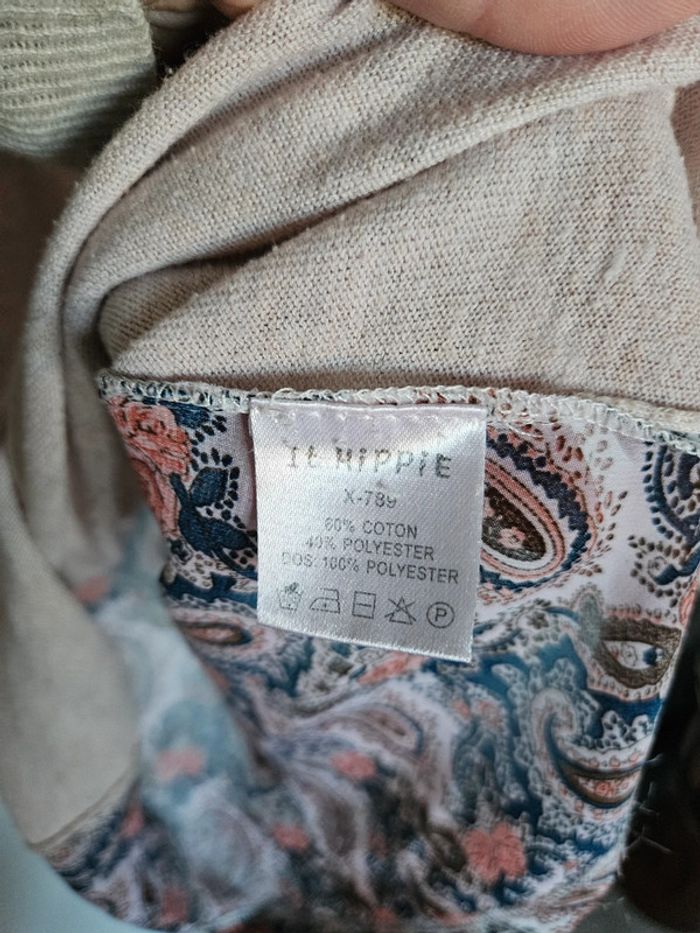 It HiPPiE
X-789
60% COTON
40% POLYESTER
DOS: 100% POLYESTER
P